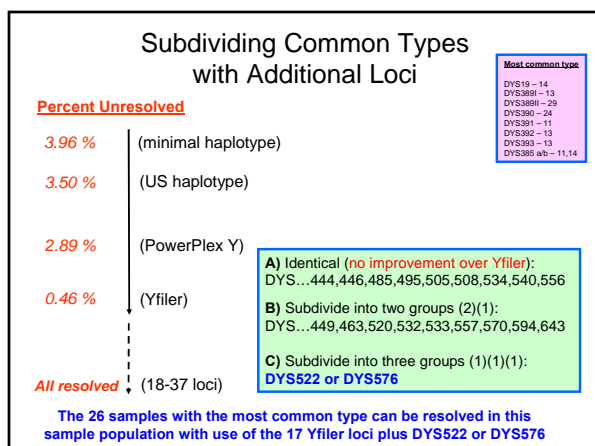 Subdividing Common Types
with Additional Loci
Most common type
DYS19 – 14
DYS389I – 13
DYS389II – 29
DYS390 – 24
DYS391 – 11
DYS392 – 13
DYS393 – 13
DYS385 a/b – 11,14
Percent Unresolved
3.96 % (minimal haplotype)
3.50 % (US haplotype)
2.89 % (PowerPlex Y)
0.46 % (Yfiler)
All resolved (18-37 loci)
A) Identical (no improvement over Yfiler):
DYS…444,446,485,495,505,508,534,540,556
B) Subdivide into two groups (2)(1):
DYS…449,463,520,532,533,557,570,594,643
C) Subdivide into three groups (1)(1)(1):
DYS522 or DYS576
The 26 samples with the most common type can be resolved in this
sample population with use of the 17 Yfiler loci plus DYS522 or DYS576